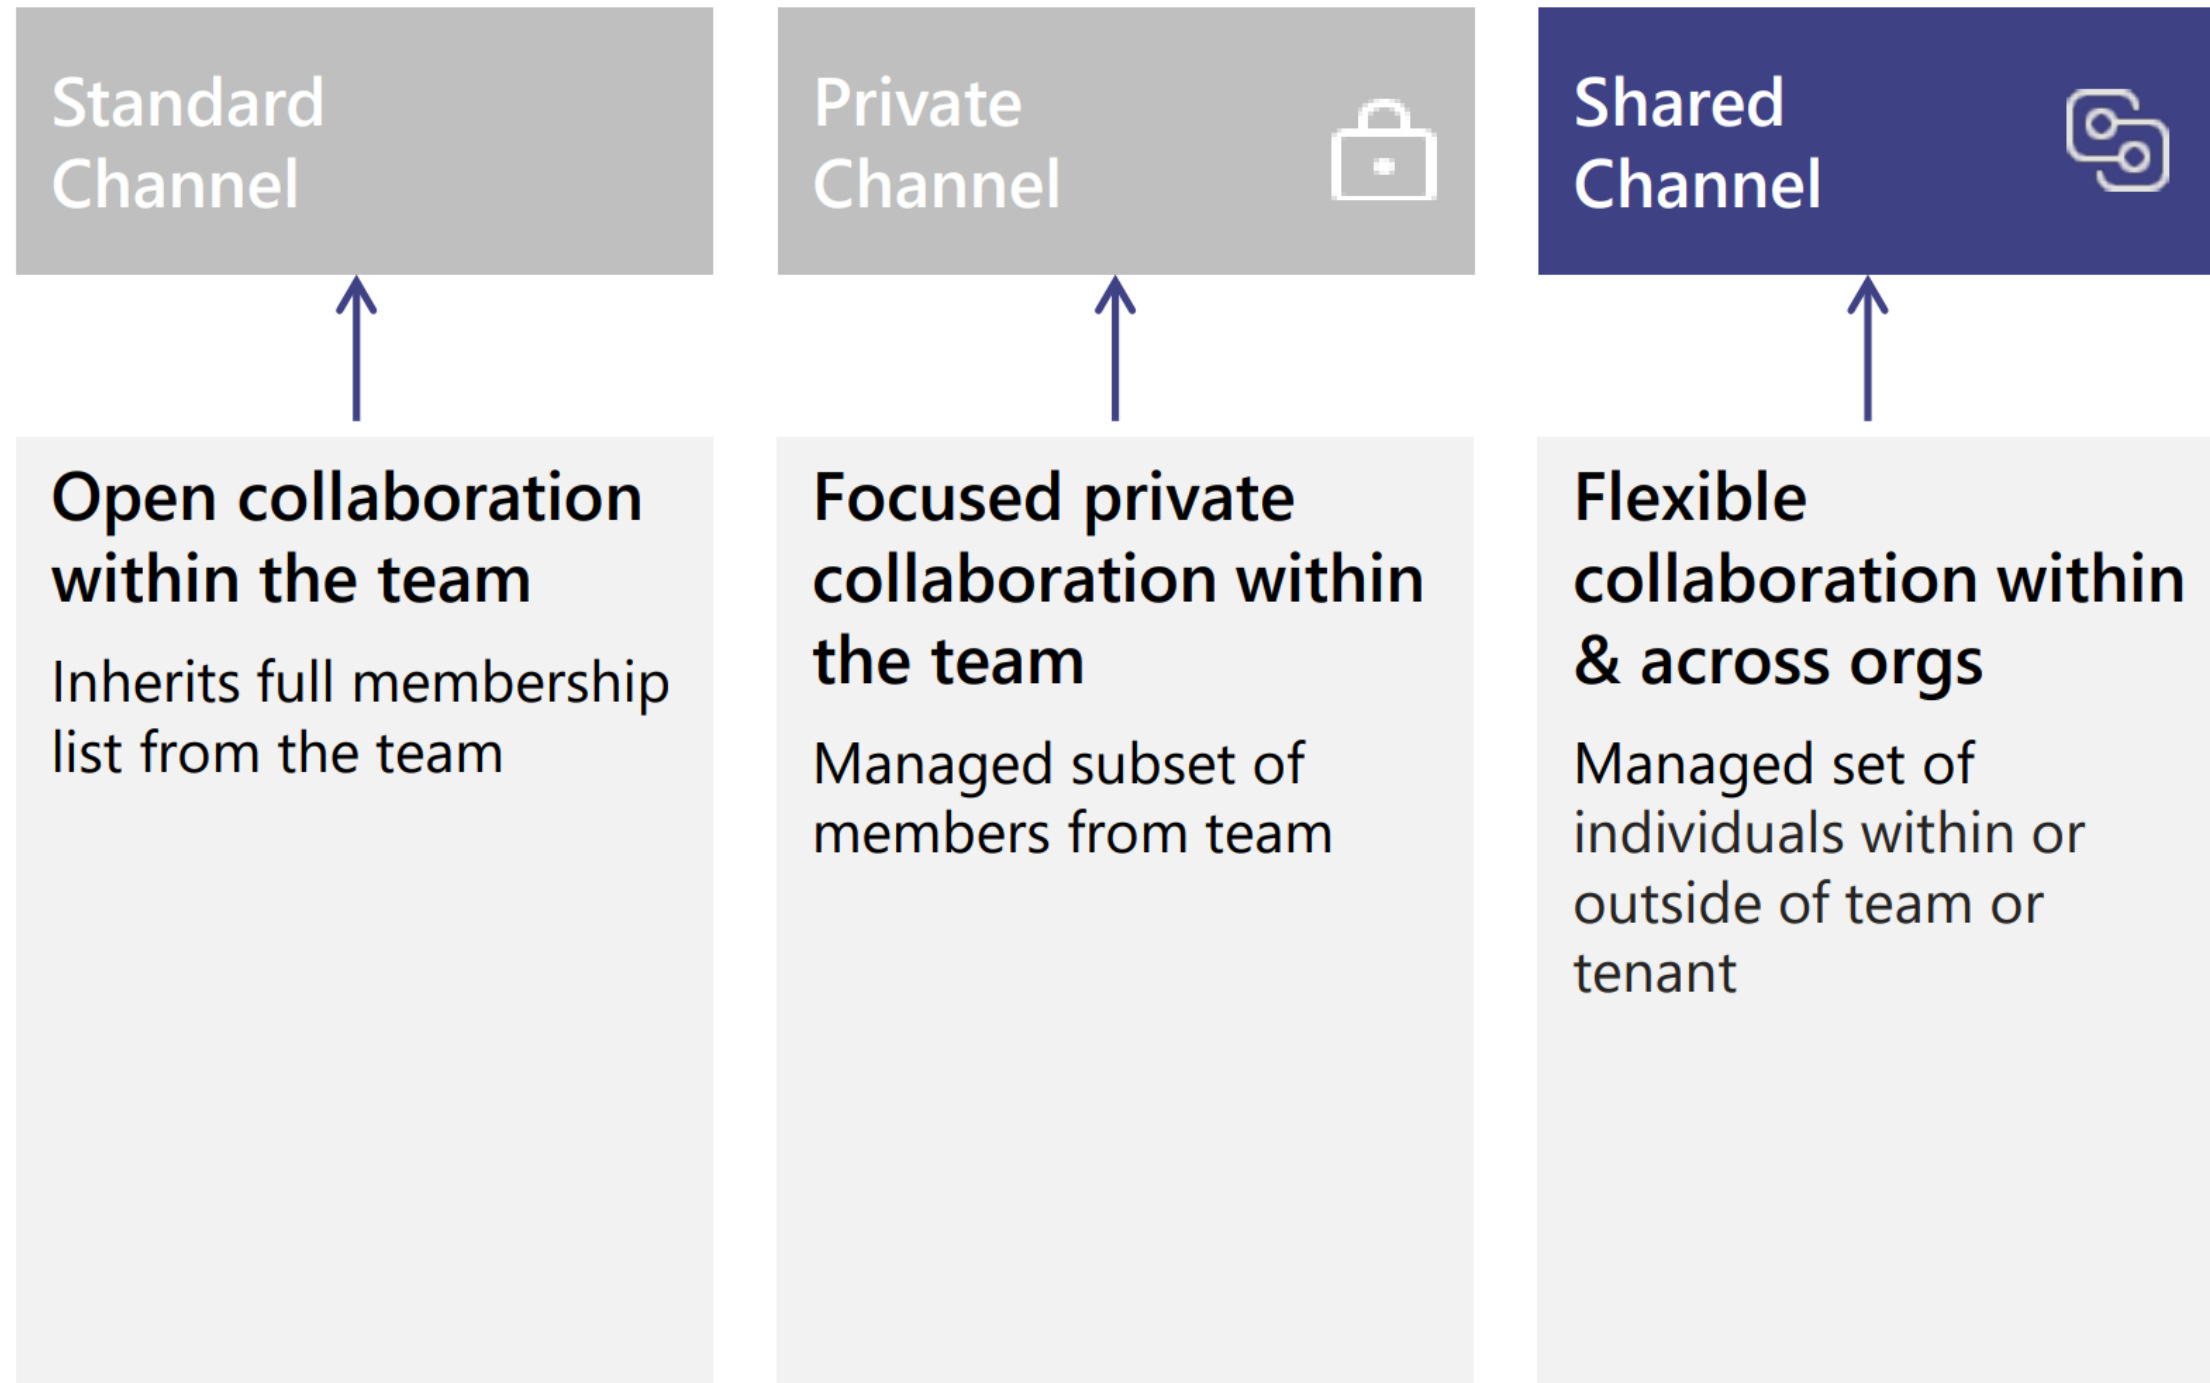 Standard
Channel
Open collaboration
within the team
Inherits full membership
list from the team
Private
Channel
Focused private
collaboration within
the team
Managed subset of
members from team
Shared
Channel
Flexible
collaboration within
& across orgs
Managed set of
individuals within or
outside of team or
tenant